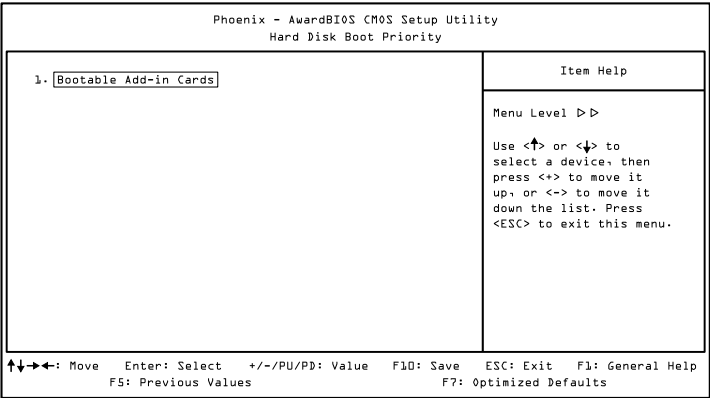 Phoenix - AwardBIOS CMOS Setup Utility
Hard Disk Boot Priority
1. Bootable Add-in Cards
Item Help
Menu Level ▷▷
Use <↑> or <↓> to
select a device, then
press <+> to move it
up, or <-> to move it
down the list. Press
<ESC> to exit this menu.
↑↓→←: Move Enter: Select +/-/PU/PD: Value F10: Save ESC: Exit F1: General Help
F5: Previous Values F7: Optimized Defaults